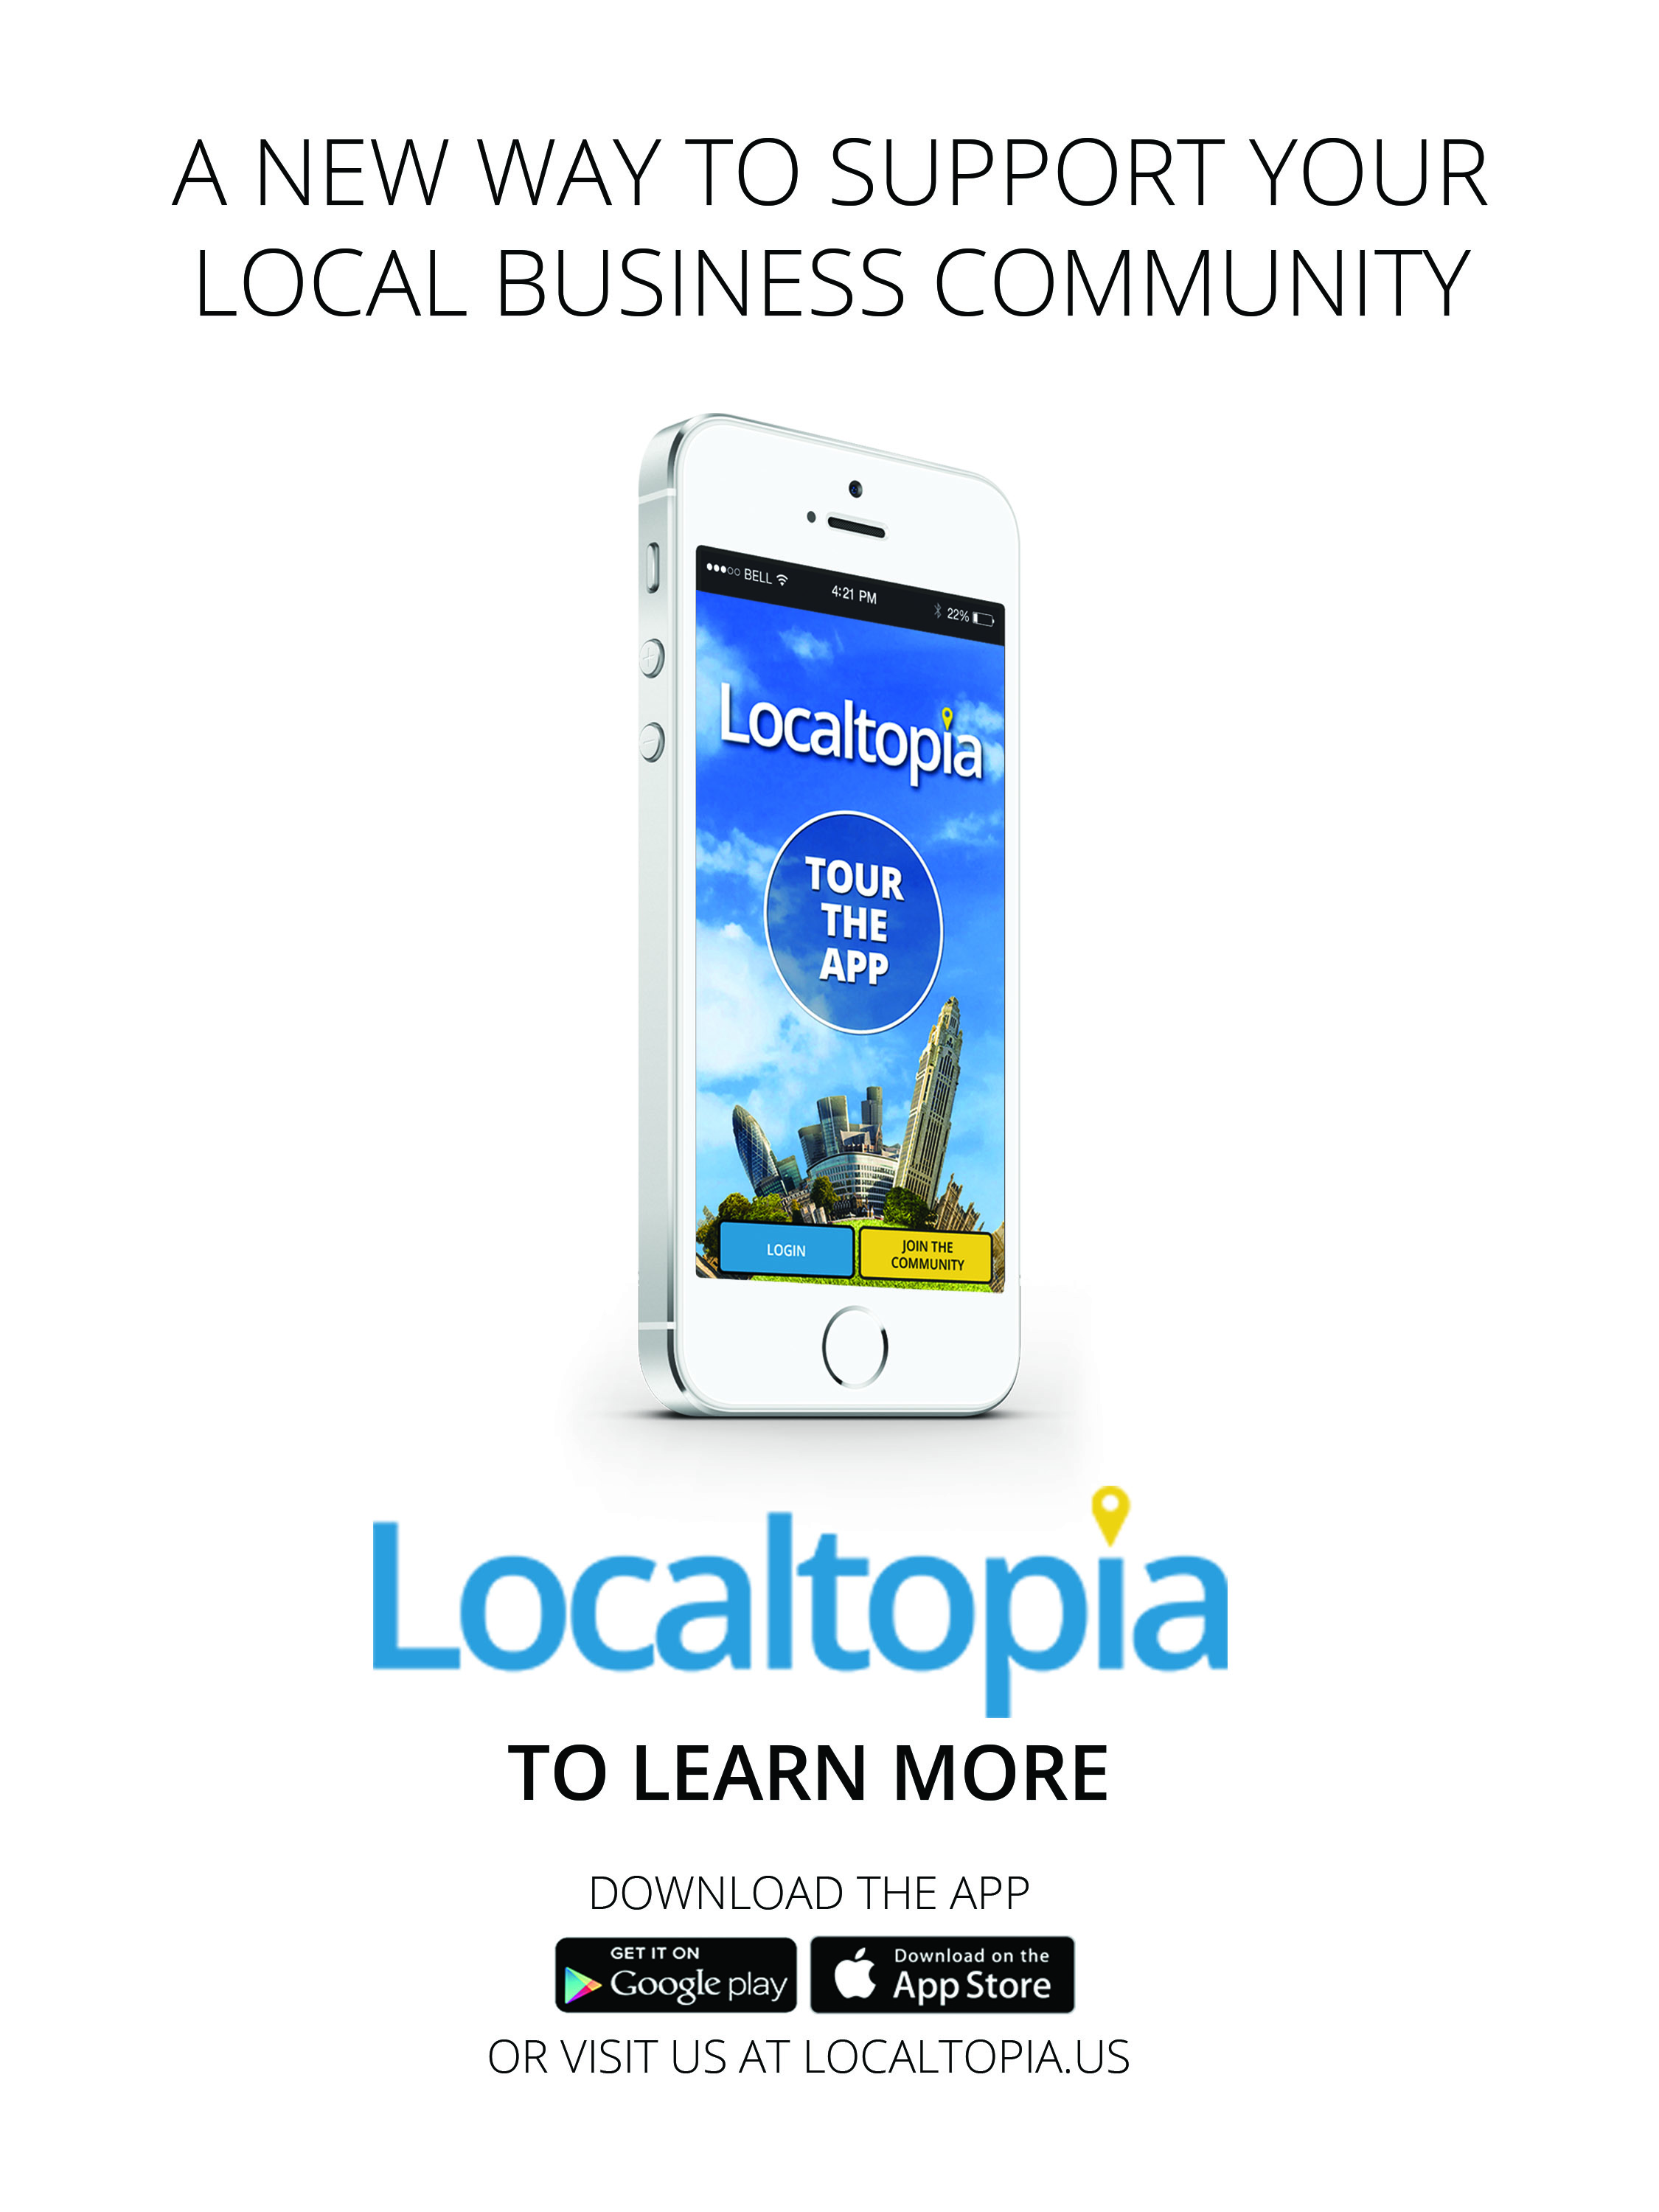 A NEW WAY TO SUPPORT YOUR
LOCAL BUSINESS COMMUNITY
BELL 4:21 PM 22%
Localtopia
TOUR
THE
APP
LOGIN
JOIN THE
COMMUNITY
Localtopia
TO LEARN MORE
DOWNLOAD THE APP
GET IT ON
Google play
Download on the
App Store
OR VISIT US AT LOCALTOPIA.US